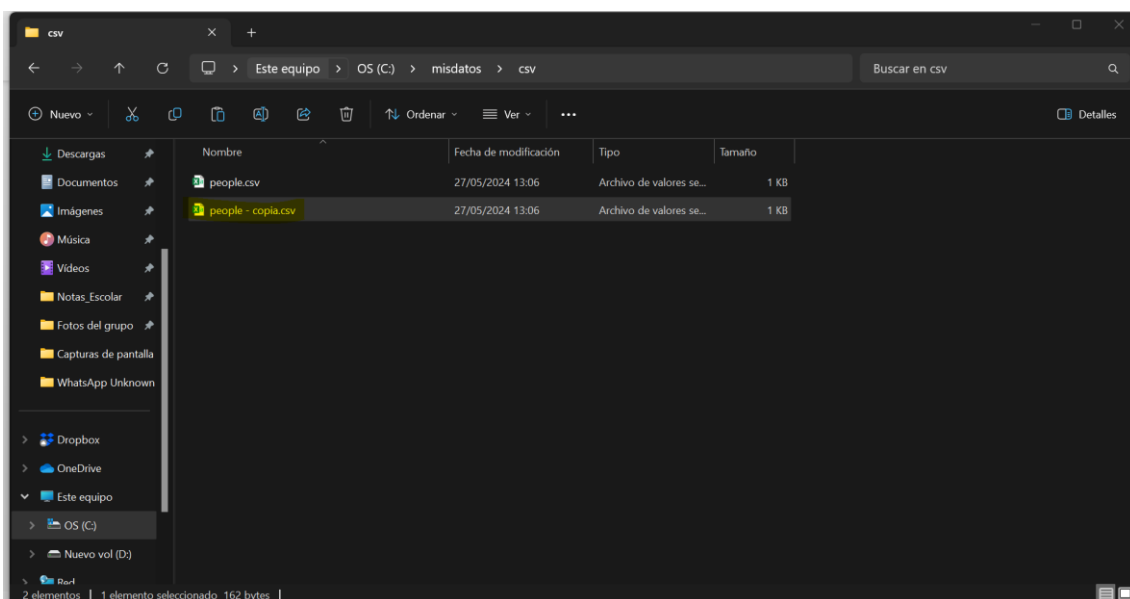 csv
Este equipo > OS (C:) > misdatos > csv
Buscar en csv
Nuevo
Ordenar
Ver
Detalles
Nombre
Fecha de modificación
Tipo
Tamaño
people.csv 27/05/2024 13:06 Archivo de valores se... 1 KB
people - copia.csv 27/05/2024 13:06 Archivo de valores se... 1 KB
Descargas
Documentos
Imágenes
Música
Vídeos
Notas_Escolar
Fotos del grupo
Capturas de pantalla
WhatsApp Unknown
Dropbox
OneDrive
Este equipo
OS (C:)
Nuevo vol (D:)
Red
2 elementos | 1 elemento seleccionado 162 bytes |